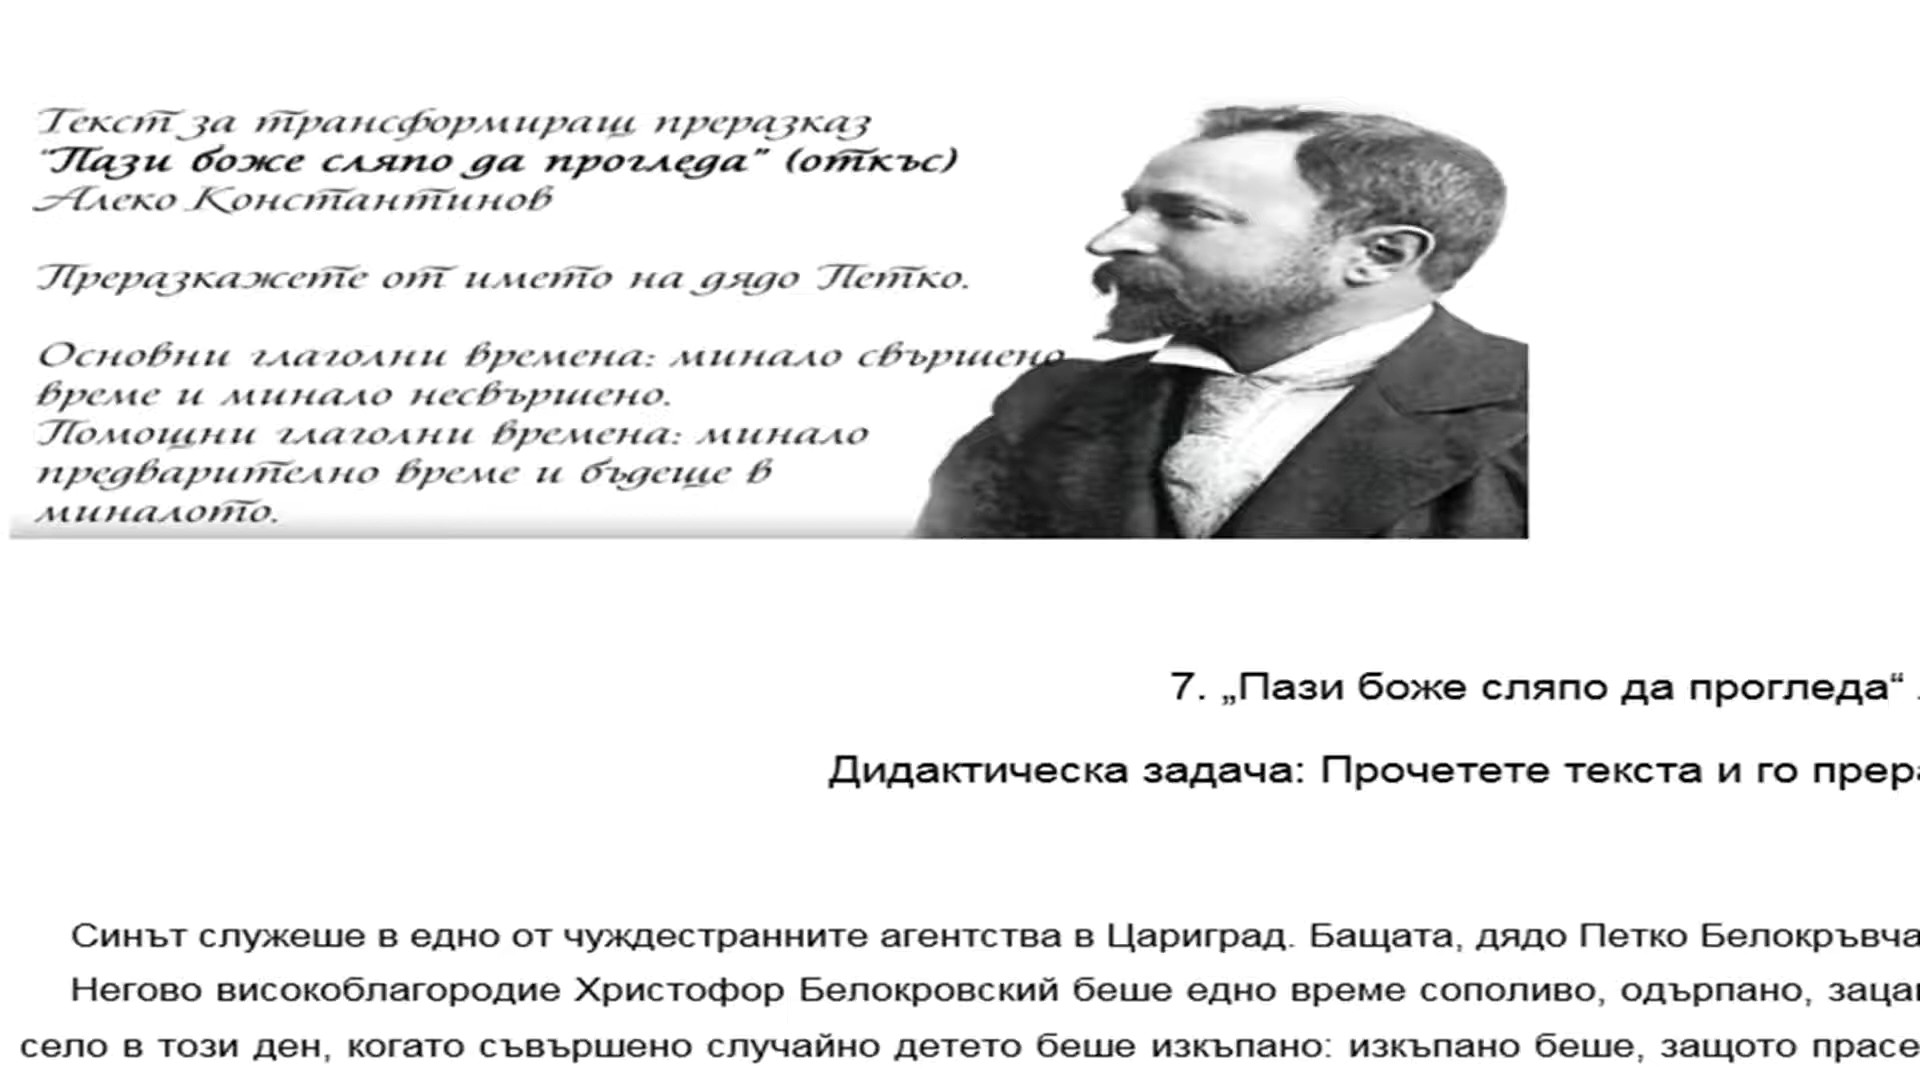 Текст за трансформиращ преразказ
"Пази боже сляпо да прогледа" (откъс)
Алеко Константинов
Преразкажете от името на дядо Петко.
Основни глаголни времена: минало свършено
време и минало несвършено.
Помощни глаголни времена: минало
предварително време и бъдеще в
миналото.
7. „Пази боже сляпо да прогледа“
Дидактическа задача: Прочетете текста и го
Синът служеше в едно от чуждестранните агентства в Цариград. Бащата, дядо Петко
Негово високоблагородие Христофор Белокровский беше едно време сополиво, одърпано,
село в този ден, когато съвършено случайно детето беше изкъпано: изкъпано беше, защото